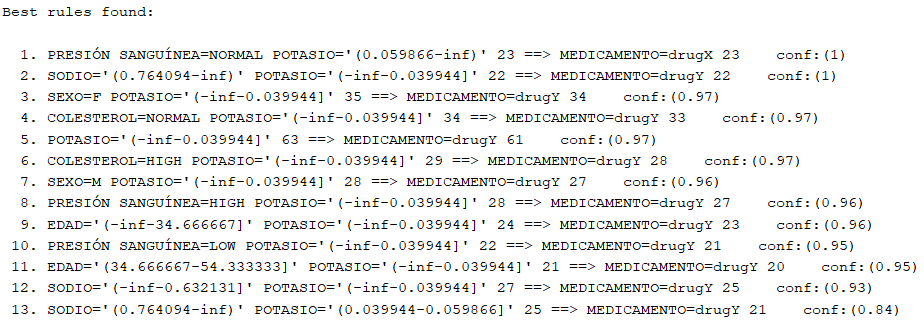 Best rules found:
1. PRESIÓN SANGUÍNEA=NORMAL POTASIO='(0.059866-inf)' 23 ==> MEDICAMENTO=drugX 23 conf:(1)
2. SODIO='(0.764094-inf)' POTASIO='(-inf-0.039944]' 22 ==> MEDICAMENTO=drugY 22 conf:(1)
3. SEXO=F POTASIO='(-inf-0.039944]' 35 ==> MEDICAMENTO=drugY 34 conf:(0.97)
4. COLESTEROL=NORMAL POTASIO='(-inf-0.039944]' 34 ==> MEDICAMENTO=drugY 33 conf:(0.97)
5. POTASIO='(-inf-0.039944]' 63 ==> MEDICAMENTO=drugY 61 conf:(0.97)
6. COLESTEROL=HIGH POTASIO='(-inf-0.039944]' 29 ==> MEDICAMENTO=drugY 28 conf:(0.97)
7. SEXO=M POTASIO='(-inf-0.039944]' 28 ==> MEDICAMENTO=drugY 27 conf:(0.96)
8. PRESIÓN SANGUÍNEA=HIGH POTASIO='(-inf-0.039944]' 28 ==> MEDICAMENTO=drugY 27 conf:(0.96)
9. EDAD='(-inf-34.666667]' POTASIO='(-inf-0.039944]' 24 ==> MEDICAMENTO=drugY 23 conf:(0.96)
10. PRESIÓN SANGUÍNEA=LOW POTASIO='(-inf-0.039944]' 22 ==> MEDICAMENTO=drugY 21 conf:(0.95)
11. EDAD='(34.666667-54.333333]' POTASIO='(-inf-0.039944]' 21 ==> MEDICAMENTO=drugY 20 conf:(0.95)
12. SODIO='(-inf-0.632131]' POTASIO='(-inf-0.039944]' 27 ==> MEDICAMENTO=drugY 25 conf:(0.93)
13. SODIO='(0.764094-inf)' POTASIO='(0.039944-0.059866]' 25 ==> MEDICAMENTO=drugY 21 conf:(0.84)